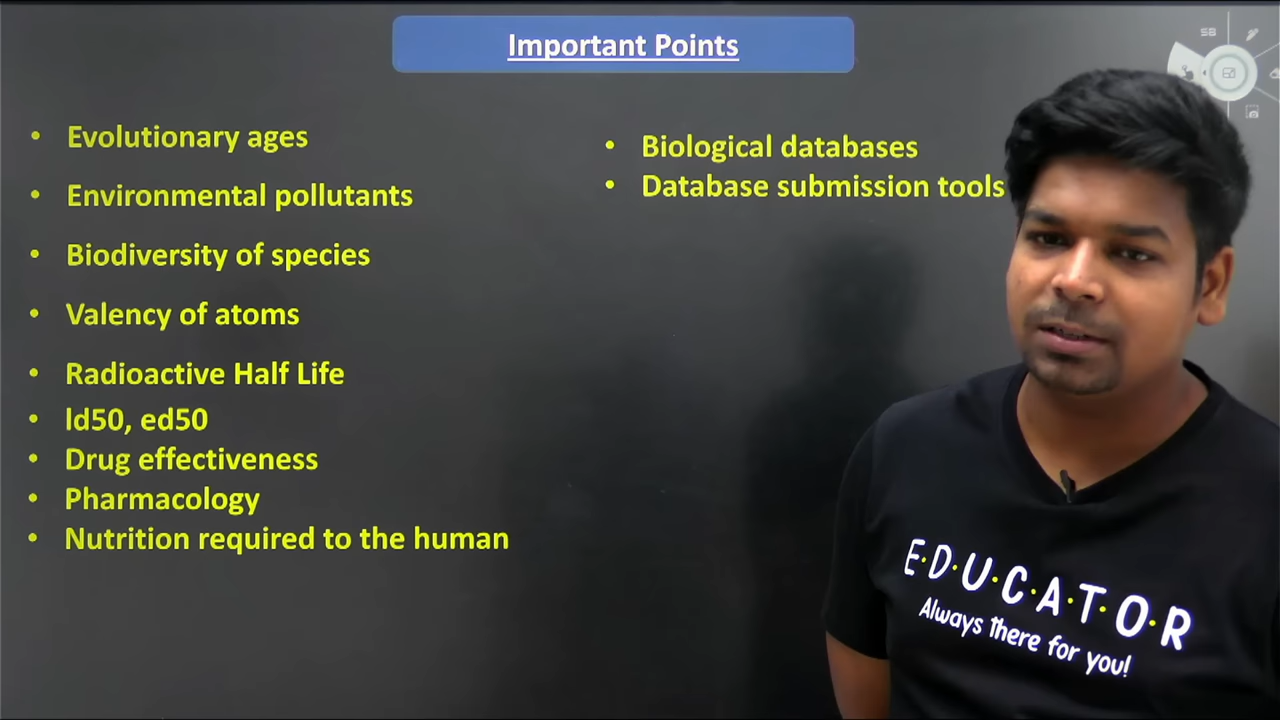 Important Points
• Evolutionary ages
• Environmental pollutants
• Biodiversity of species
• Valency of atoms
• Radioactive Half Life
• ld50, ed50
• Drug effectiveness
• Pharmacology
• Nutrition required to the human
• Biological databases
• Database submission tools
58
E·D·U·C·A·T·O·R
Always there for you!